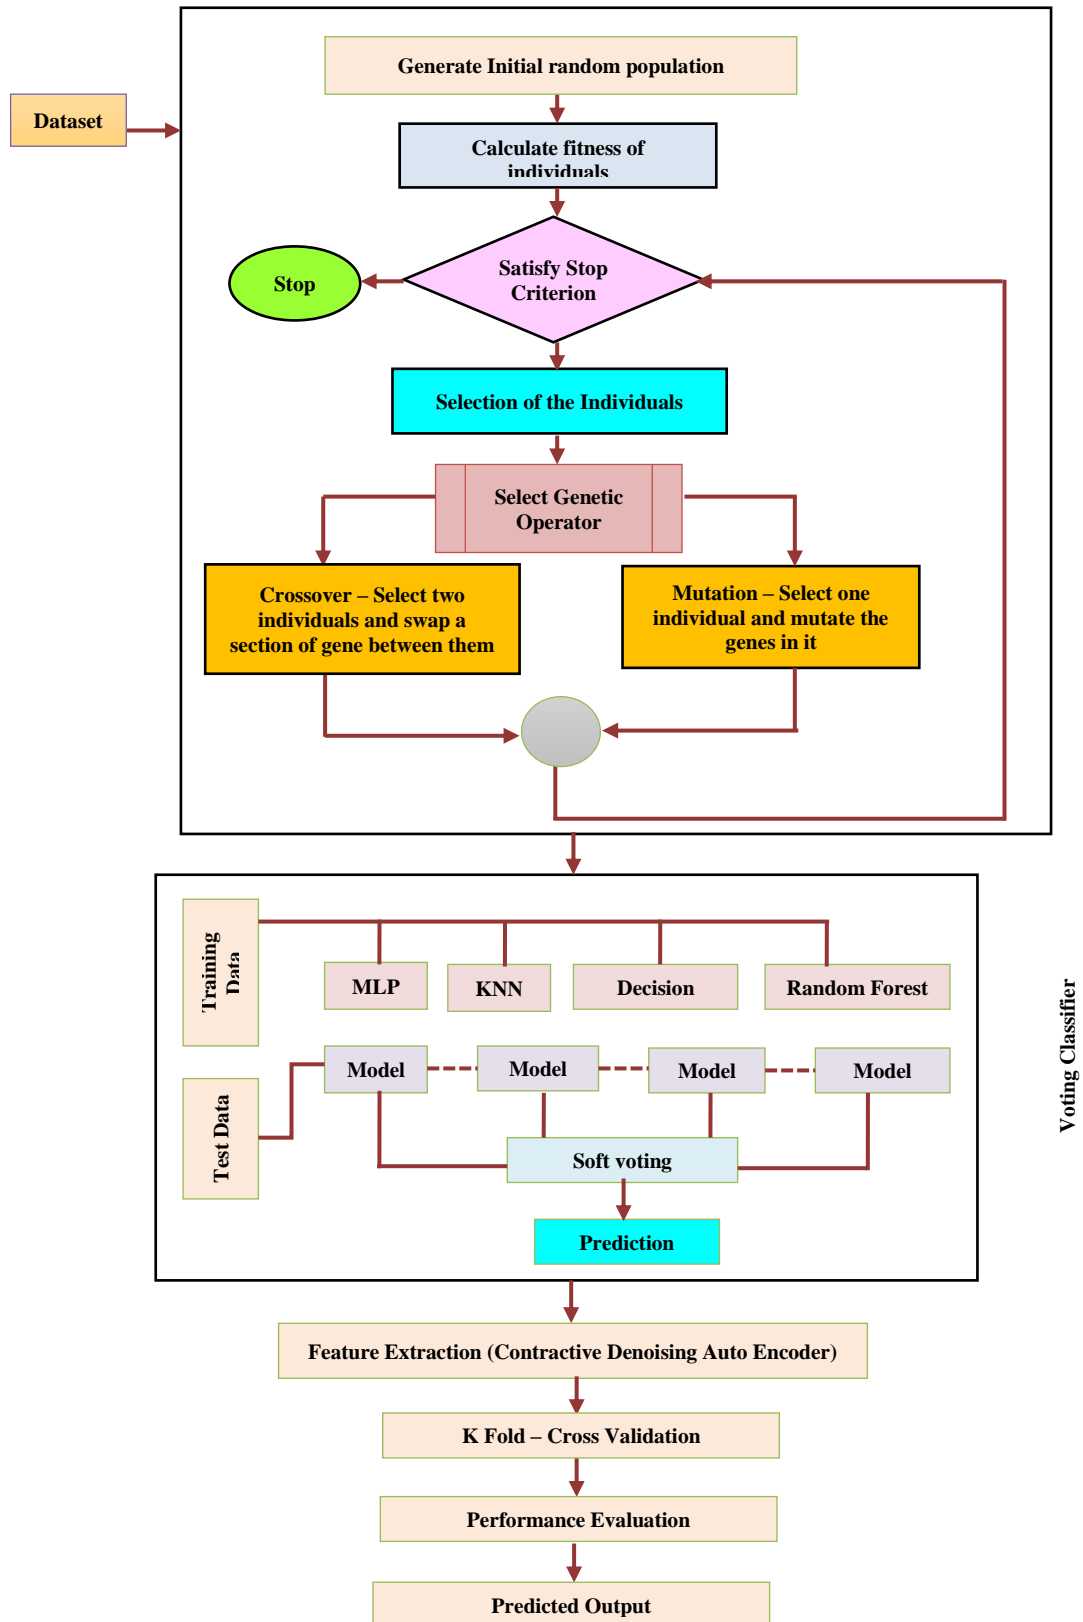 Generate Initial random population
Dataset
Calculate fitness of
individuals
Satisfy Stop
Criterion
Stop
Selection of the Individuals
Select Genetic
Operator
Crossover – Select two
individuals and swap a
section of gene between them
Mutation – Select one
individual and mutate the
genes in it
Training
Data
MLP
KNN
Decision
Random Forest
Voting Classifier
Test Data
Model
Model
Model
Model
Soft voting
Prediction
Feature Extraction (Contractive Denoising Auto Encoder)
K Fold – Cross Validation
Performance Evaluation
Predicted Output